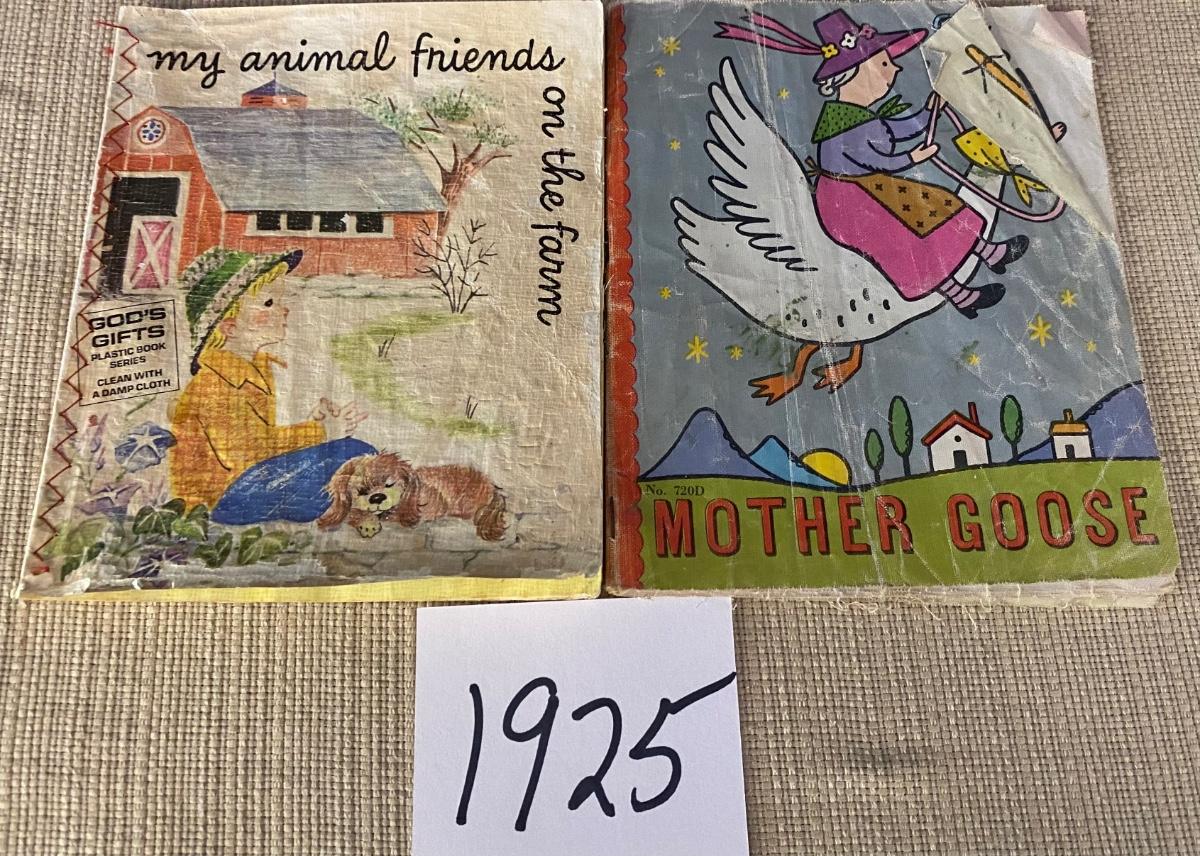 my animal friends
on the farm
GOD'S
GIFTS
PLASTIC BOOK
SERIES
CLEAN WITH
A DAMP CLOTH
No. 720D
MOTHER GOOSE
1925